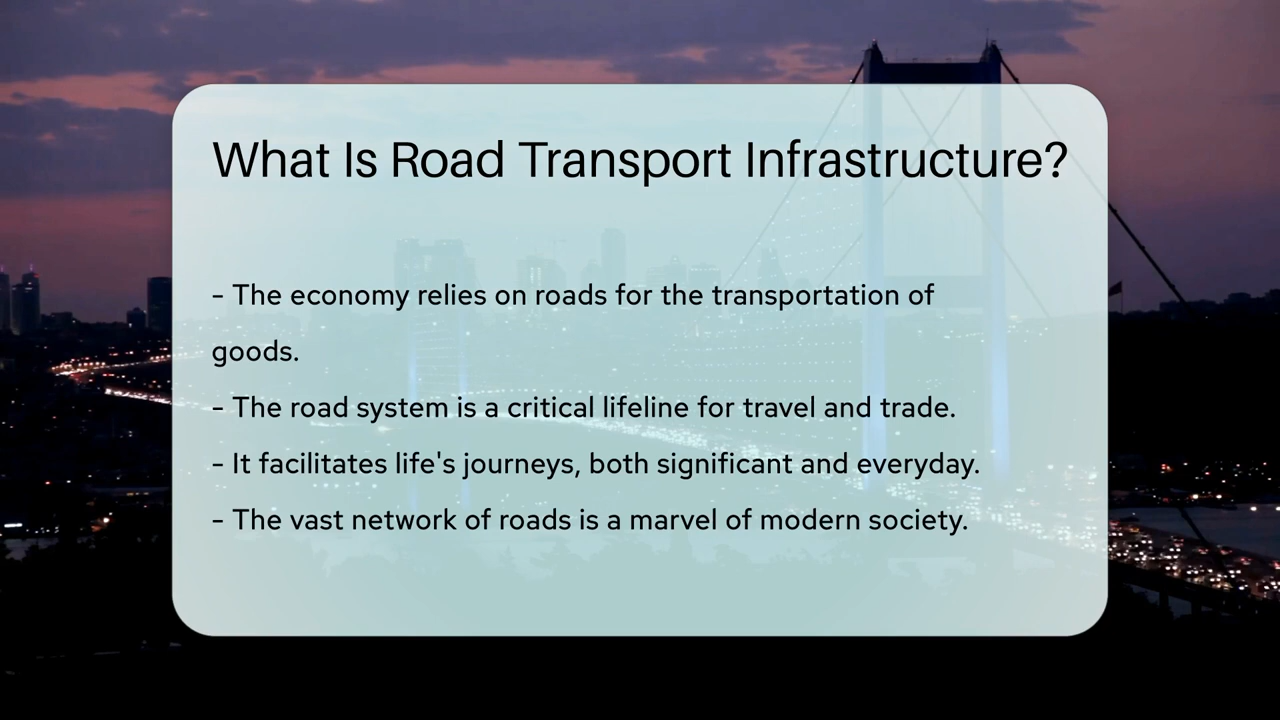 What Is Road Transport Infrastructure?
- The economy relies on roads for the transportation of
goods.
- The road system is a critical lifeline for travel and trade.
- It facilitates life's journeys, both significant and everyday.
- The vast network of roads is a marvel of modern society.